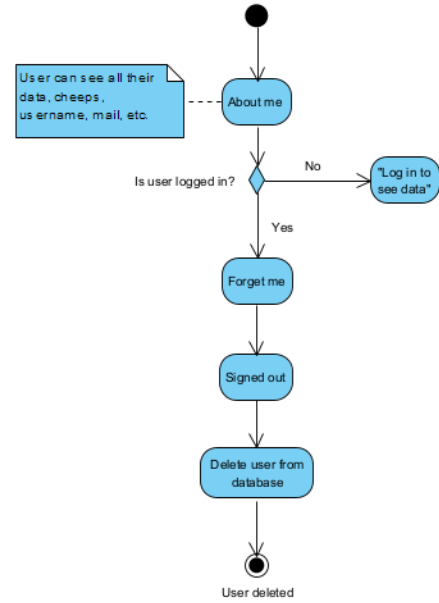 User can see all their
data, cheeps,
username, mail, etc.
About me
Is user logged in?
No
"Log in to
see data"
Yes
Forget me
Signed out
Delete user from
database
User deleted